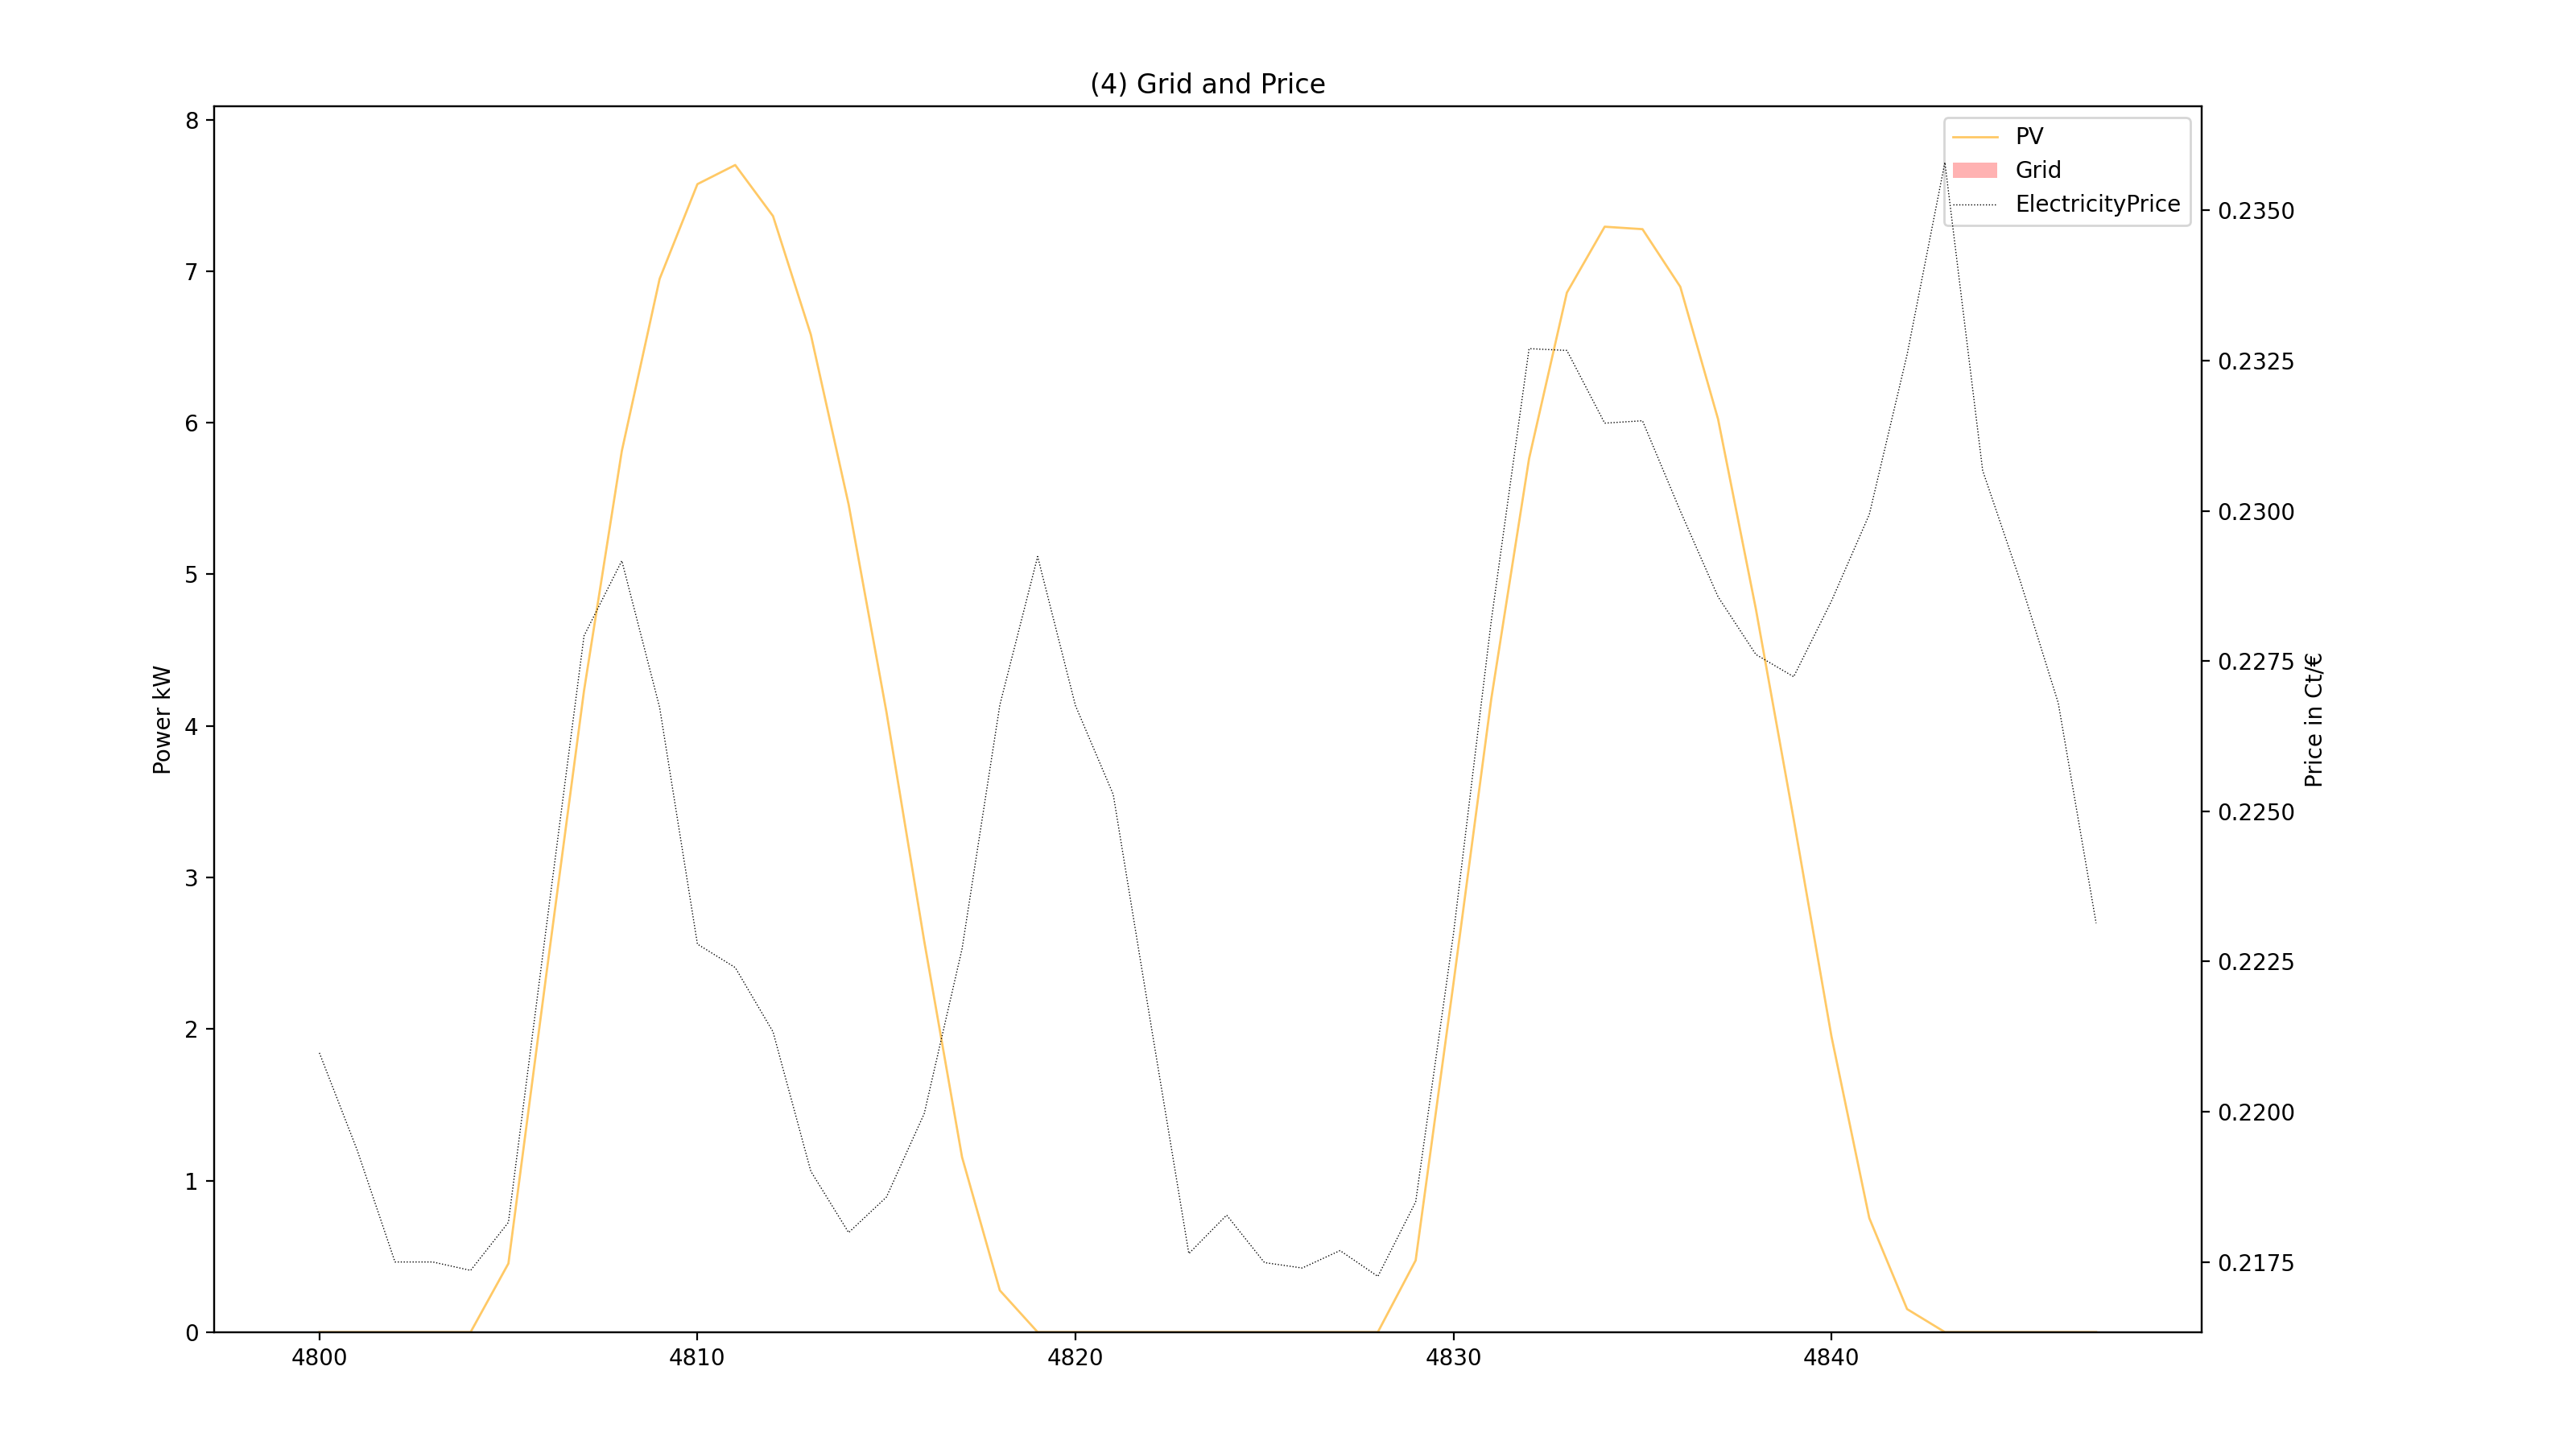 (4) Grid and Price
PV
Grid
ElectricityPrice
8
7
6
5
4
3
2
1
0
Power kW
0.2350
0.2325
0.2300
0.2275
0.2250
0.2225
0.2200
0.2175
Price in Ct/€
4800 4810 4820 4830 4840